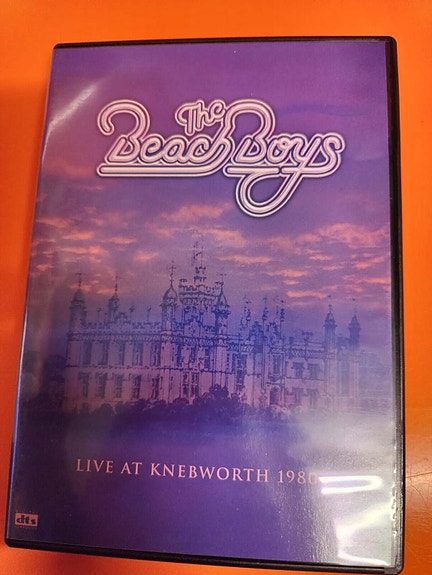 The
Beach Boys
LIVE AT KNEBWORTH 1980
dts